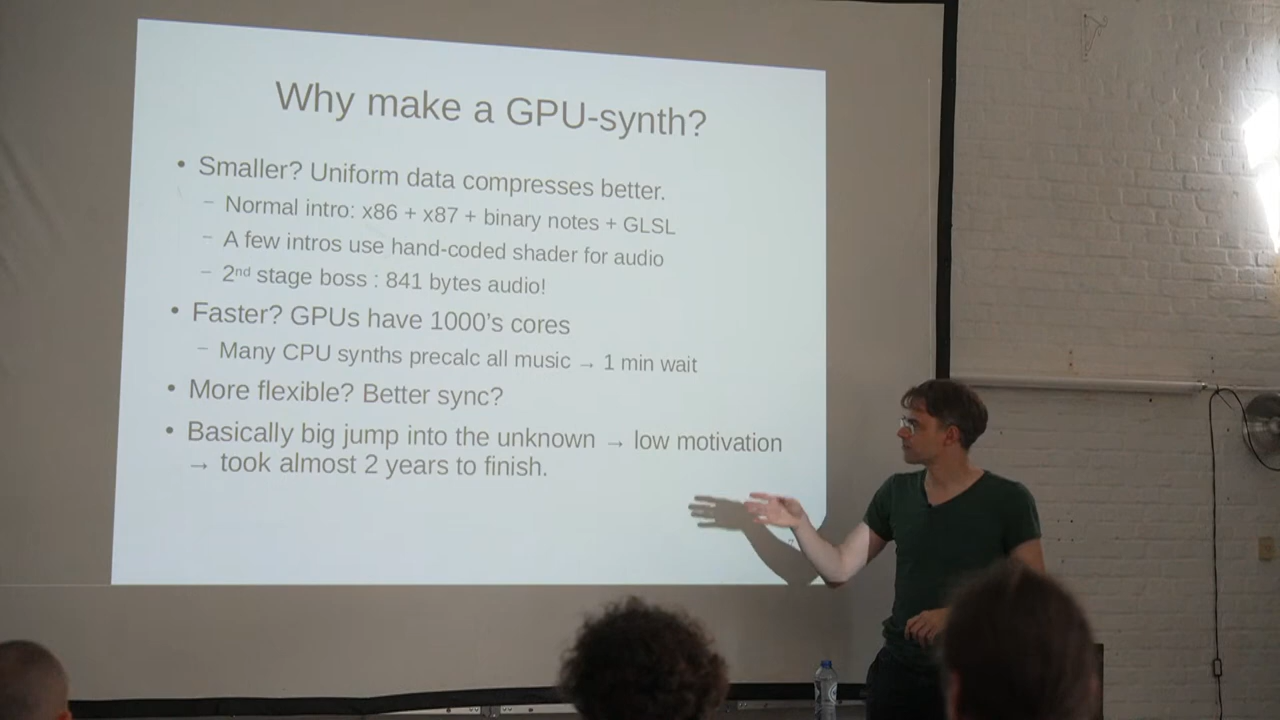 Why make a GPU-synth?
• Smaller? Uniform data compresses better.
– Normal intro: x86 + x87 + binary notes + GLSL
– A few intros use hand-coded shader for audio
– 2nd stage boss : 841 bytes audio!
• Faster? GPUs have 1000's cores
– Many CPU synths precalc all music → 1 min wait
• More flexible? Better sync?
• Basically big jump into the unknown → low motivation
→ took almost 2 years to finish.